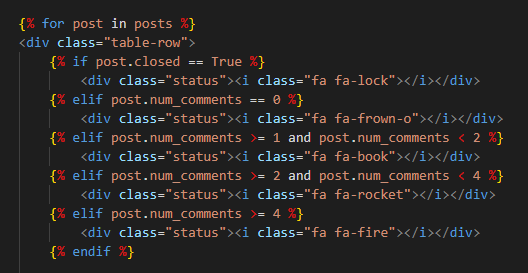 {% for post in posts %}
<div class="table-row">
{% if post.closed == True %}
<div class="status"><i class="fa fa-lock"></i></div>
{% elif post.num_comments == 0 %}
<div class="status"><i class="fa fa-frown-o"></i></div>
{% elif post.num_comments >= 1 and post.num_comments < 2 %}
<div class="status"><i class="fa fa-book"></i></div>
{% elif post.num_comments >= 2 and post.num_comments < 4 %}
<div class="status"><i class="fa fa-rocket"></i></div>
{% elif post.num_comments >= 4 %}
<div class="status"><i class="fa fa-fire"></i></div>
{% endif %}